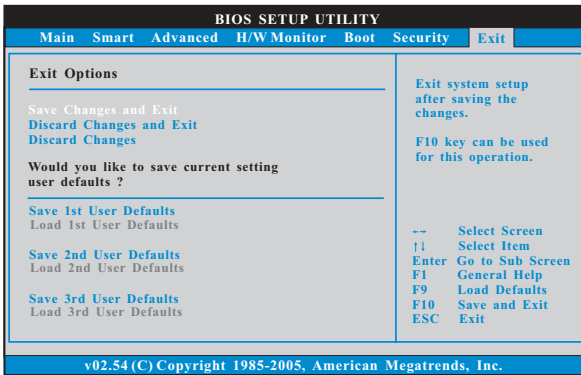 BIOS SETUP UTILITY
Main Smart Advanced H/W Monitor Boot Security Exit
Exit Options
Save Changes and Exit
Discard Changes and Exit
Discard Changes
Would you like to save current setting
user defaults ?
Save 1st User Defaults
Load 1st User Defaults
Save 2nd User Defaults
Load 2nd User Defaults
Save 3rd User Defaults
Load 3rd User Defaults
Exit system setup
after saving the
changes.
F10 key can be used
for this operation.
←→ Select Screen
↑↓ Select Item
Enter Go to Sub Screen
F1 General Help
F9 Load Defaults
F10 Save and Exit
ESC Exit
v02.54 (C) Copyright 1985-2005, American Megatrends, Inc.